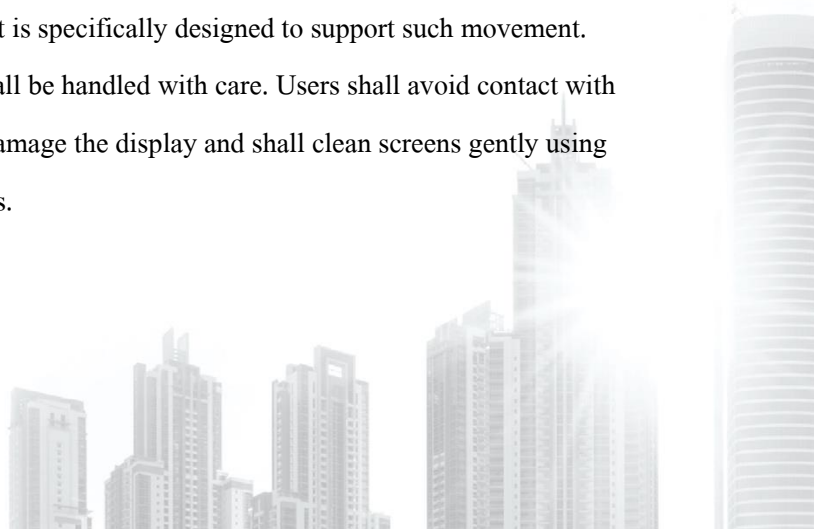 t is specifically designed to support such movement.
all be handled with care. Users shall avoid contact with
amage the display and shall clean screens gently using
s.